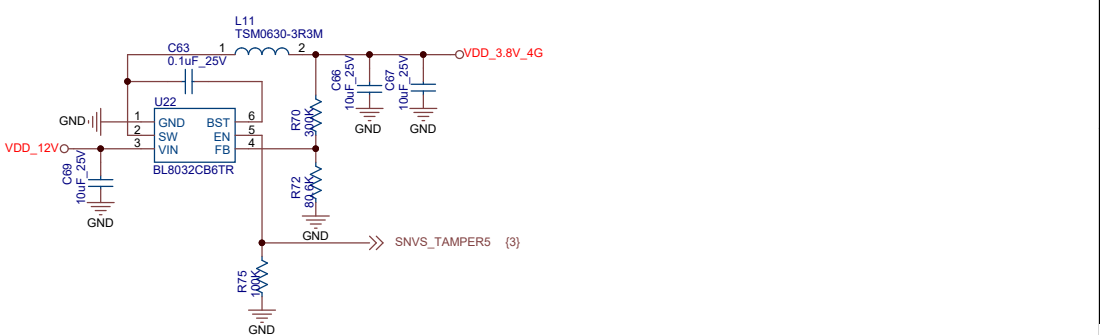 L11
TSM0630-3R3M
C63
0.1uF_25V
1
2
VDD_3.8V_4G
C66
10uF_25V
C67
10uF_25V
GND
GND
U22
GND
1
2
3
GND
SW
VIN
BST
EN
FB
6
5
4
BL8032CB6TR
VDD_12V
C69
10uF_25V
GND
R70
300K
R72
80.6K
GND
SNVS_TAMPER5 {3}
R75
100K
GND